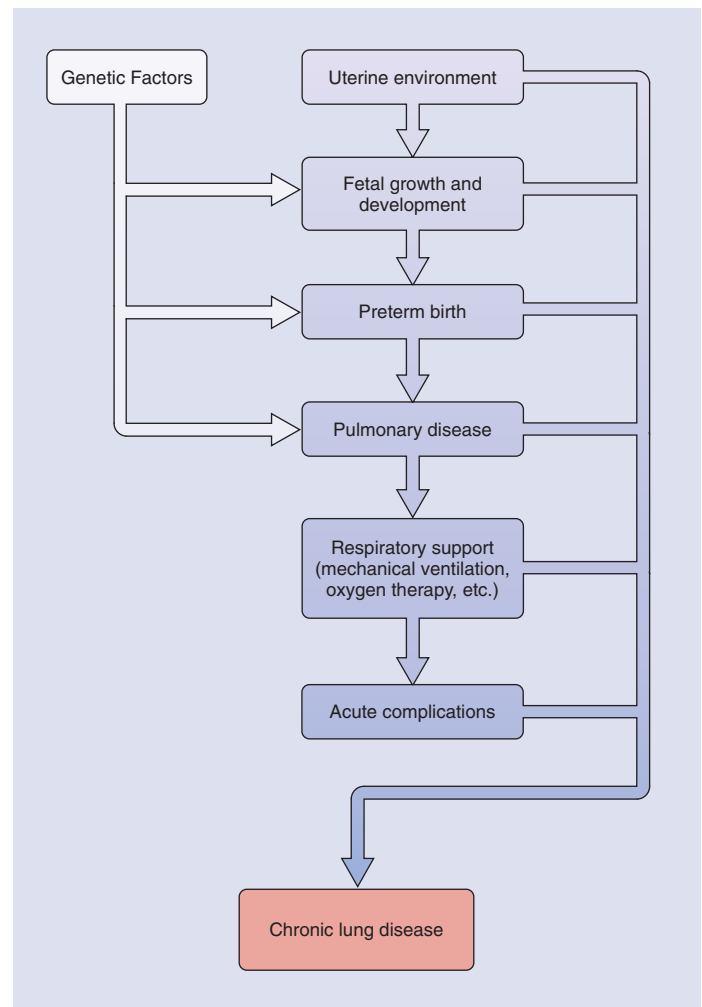 Genetic Factors
Uterine environment
Fetal growth and
development
Preterm birth
Pulmonary disease
Respiratory support
(mechanical ventilation,
oxygen therapy, etc.)
Acute complications
Chronic lung disease